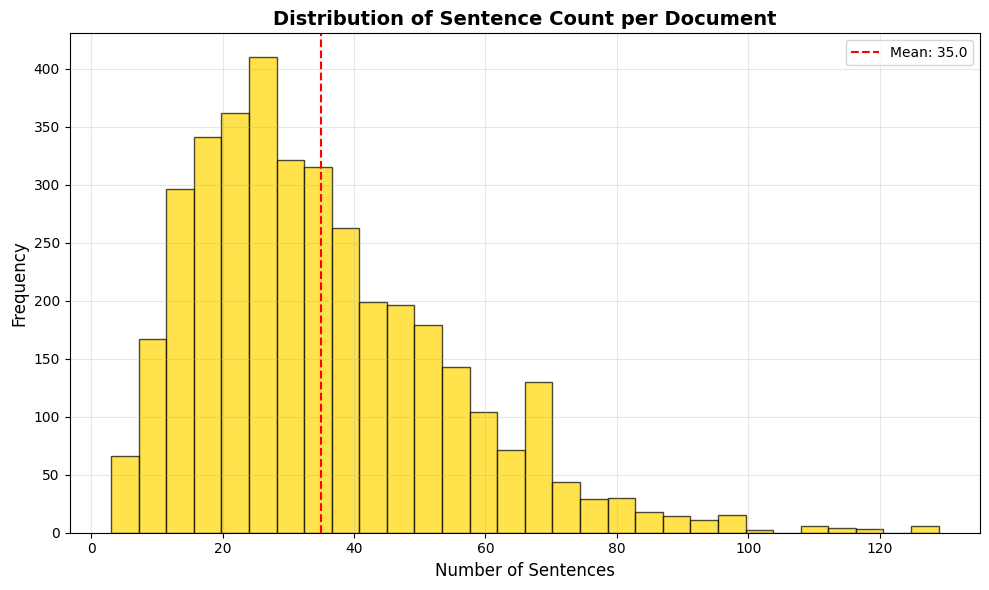 Distribution of Sentence Count per Document
Mean: 35.0
400
350
300
250
200
150
100
50
0
Frequency
0 20 40 60 80 100 120
Number of Sentences